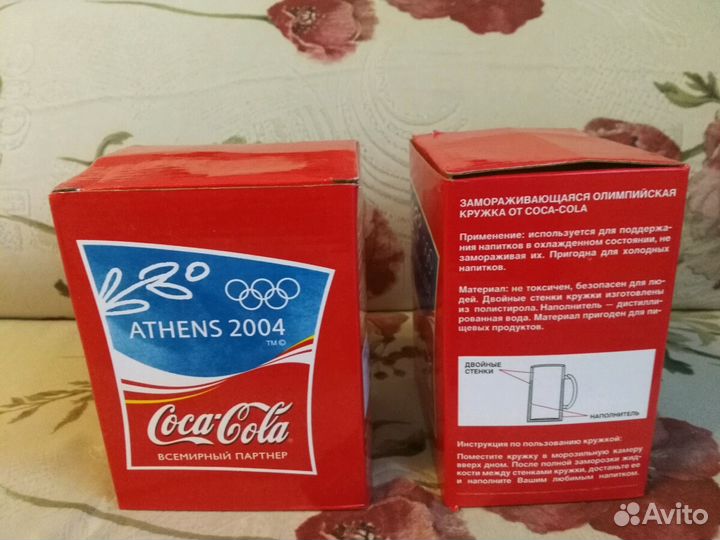 ATHENS 2004
TM©
Coca-Cola
ВСЕМИРНЫЙ ПАРТНЕР
ЗАМОРАЖИВАЮЩАЯСЯ ОЛИМПИЙСКАЯ
КРУЖКА ОТ COCA-COLA
Применение: используется для поддержа-
ния напитков в охлажденном состоянии, не
замораживая их. Пригодна для холодных
напитков.
Материал: не токсичен, безопасен для лю-
дей. Двойные стенки кружки изготовлены
из полистирола. Наполнитель — дистилли-
рованная вода. Материал пригоден для пи-
щевых продуктов.
ДВОЙНЫЕ
СТЕНКИ
НАПОЛНИТЕЛЬ
Инструкция по пользованию кружкой:
Поместите кружку в морозильную камеру
вверх дном. После полной заморозки жид-
кости между стенками кружки, достаньте ее
и наполните Вашим любимым напитком.
Avito